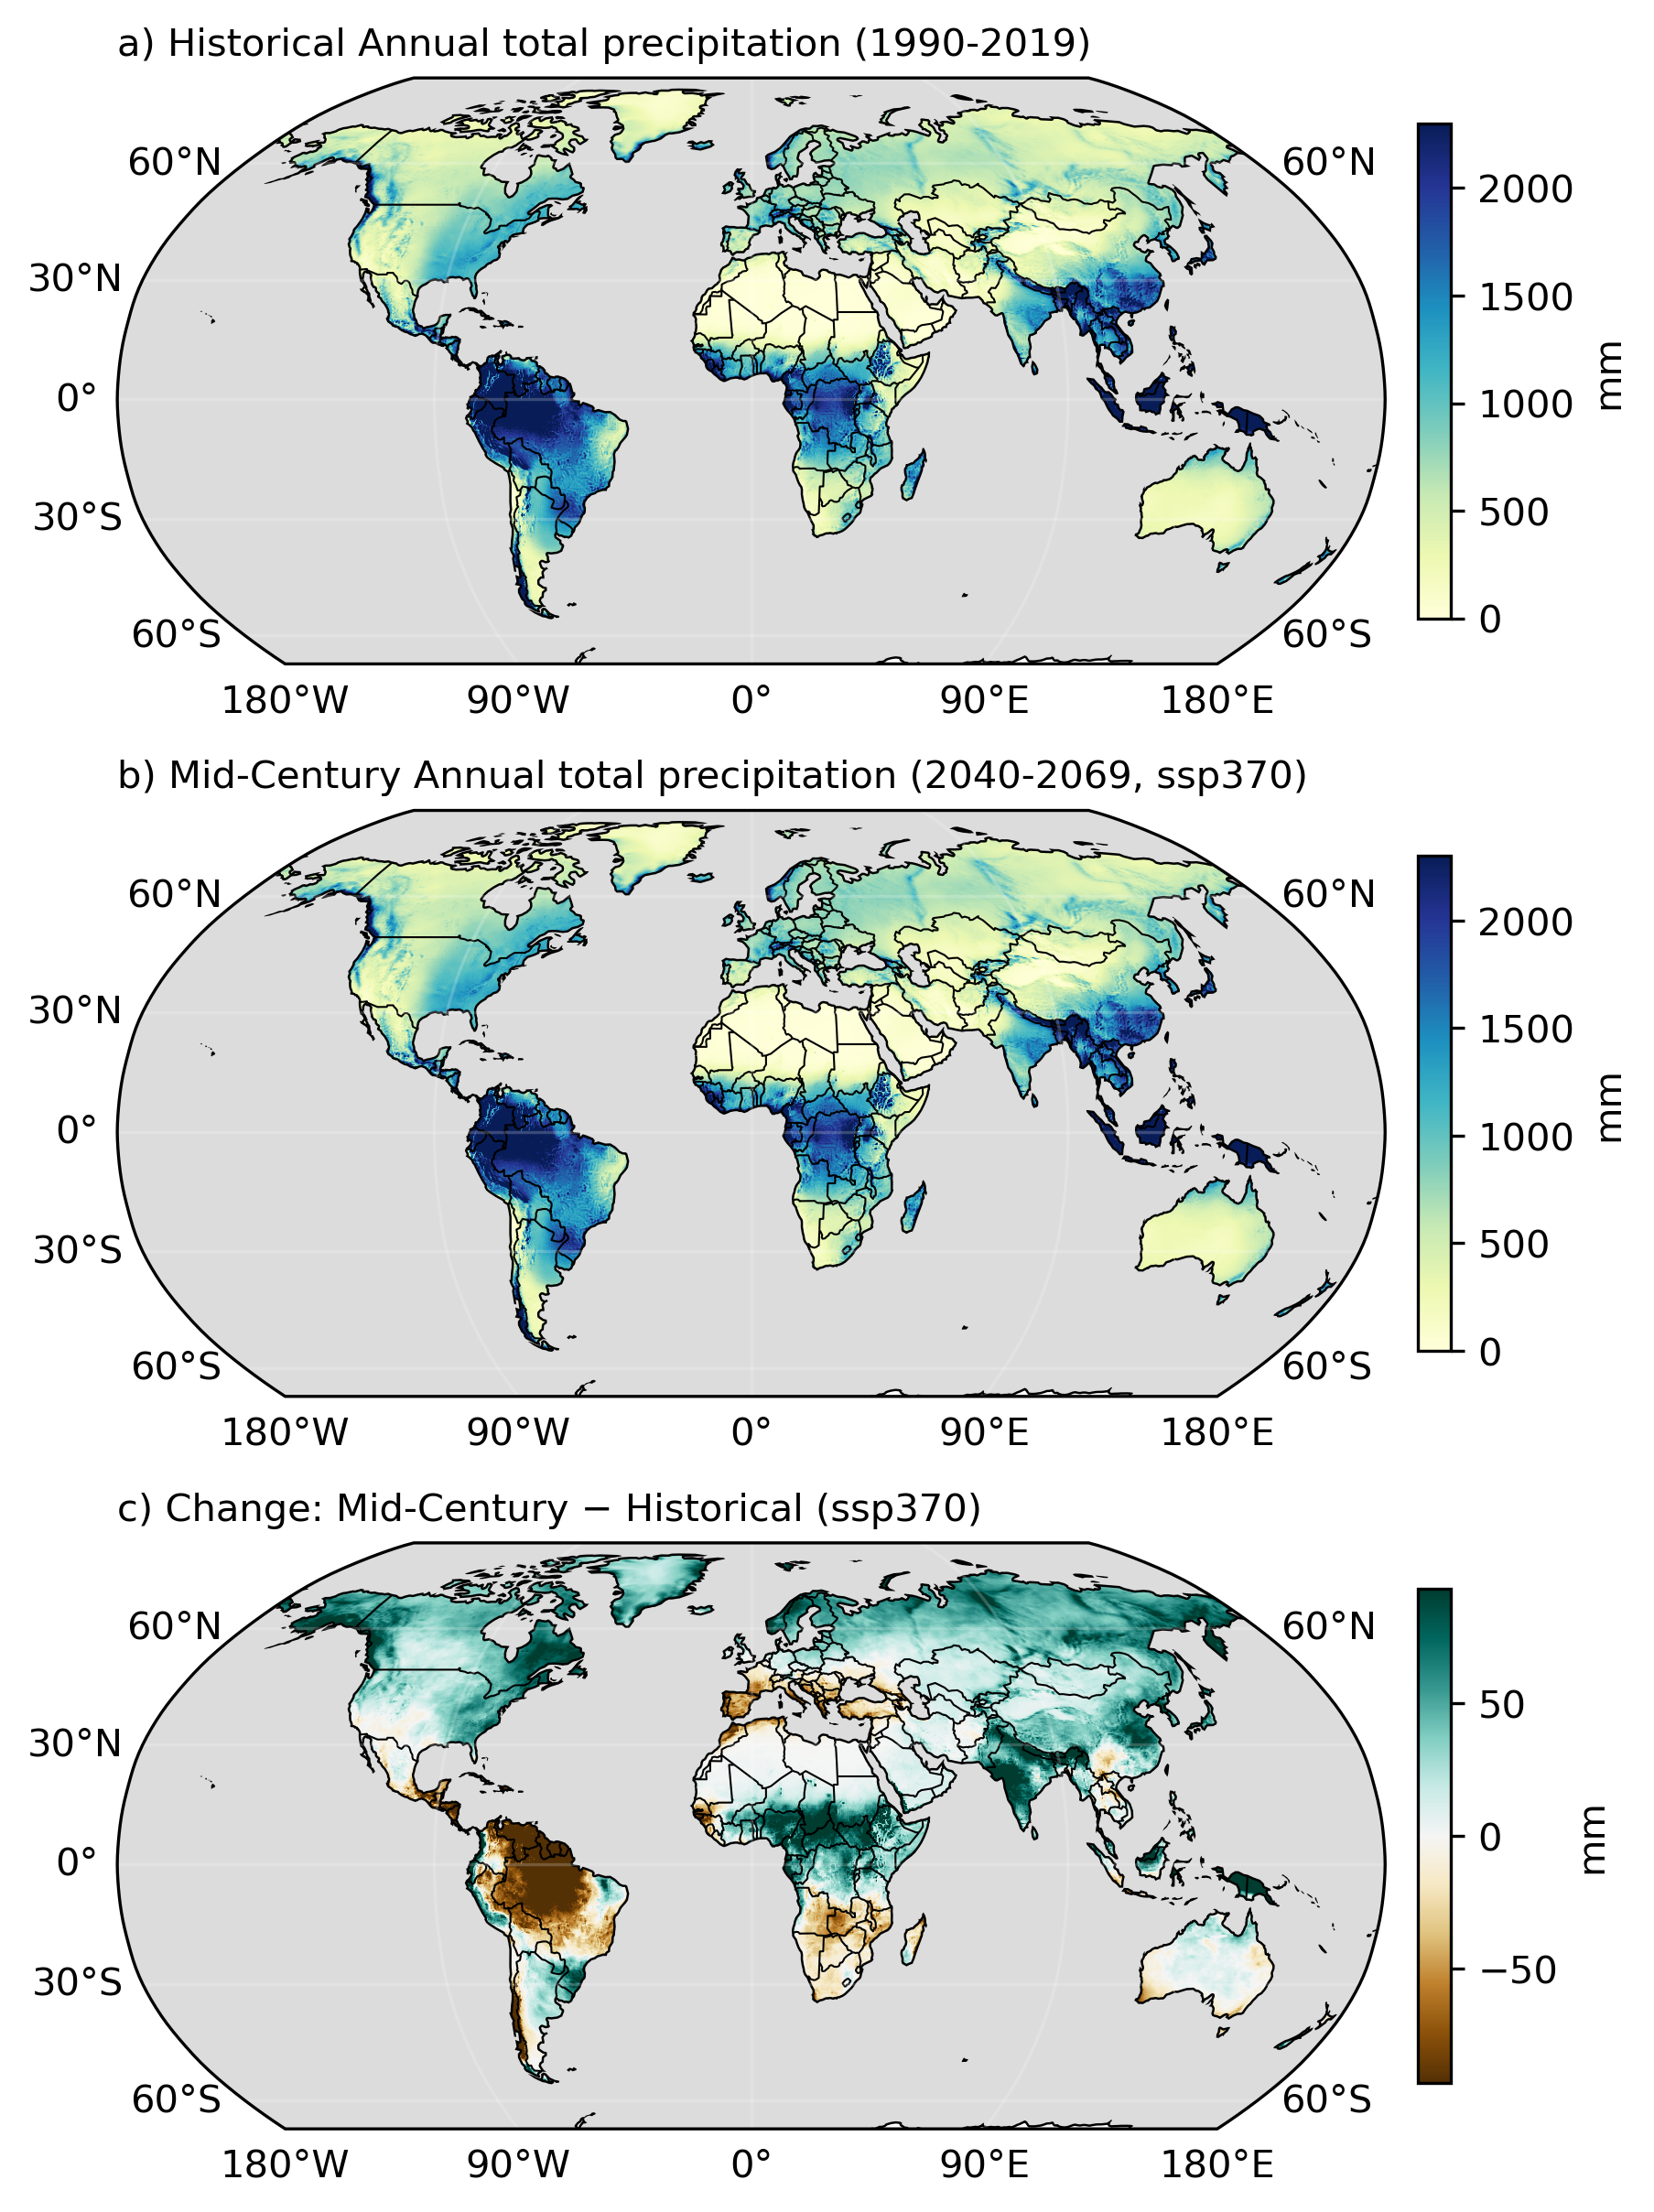 a) Historical Annual total precipitation (1990-2019)
60°N 60°N
30°N
0°
30°S
60°S 60°S
180°W 90°W 0° 90°E 180°E
2000
1500
1000
500
0
mm
b) Mid-Century Annual total precipitation (2040-2069, ssp370)
60°N 60°N
30°N
0°
30°S
60°S 60°S
180°W 90°W 0° 90°E 180°E
2000
1500
1000
500
0
mm
c) Change: Mid-Century − Historical (ssp370)
60°N 60°N
30°N
0°
30°S
60°S 60°S
180°W 90°W 0° 90°E 180°E
50
0
−50
mm